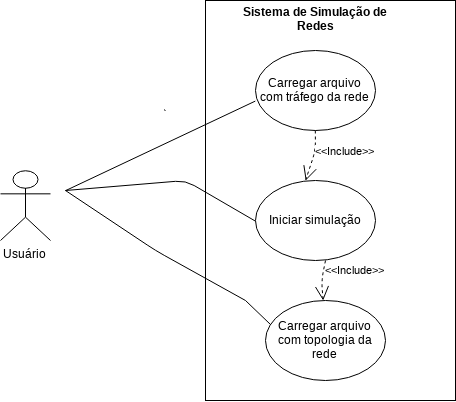 Sistema de Simulação de
Redes
Carregar arquivo
com tráfego da rede
<<Include>>
Iniciar simulação
Usuário
<<Include>>
Carregar arquivo
com topologia da
rede